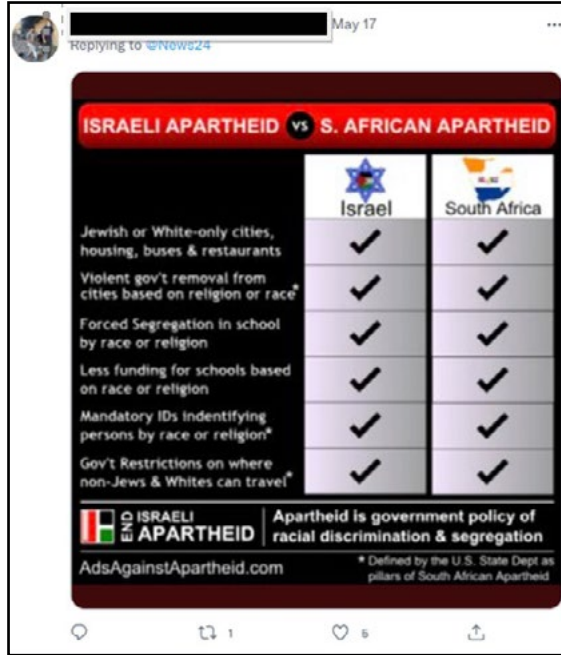 May 17
Replying to @News24
ISRAELI APARTHEID VS S. AFRICAN APARTHEID
Israel
South Africa
Jewish or White-only cities,
housing, buses & restaurants
Violent gov't removal from
cities based on religion or race*
Forced Segregation in school
by race or religion
Less funding for schools based
on race or religion
Mandatory IDs indentifying
persons by race or religion*
Gov't Restrictions on where
non-Jews & Whites can travel*
END ISRAELI
APARTHEID
Apartheid is government policy of
racial discrimination & segregation
AdsAgainstApartheid.com
* Defined by the U.S. State Dept as
pillars of South African Apartheid
1
5